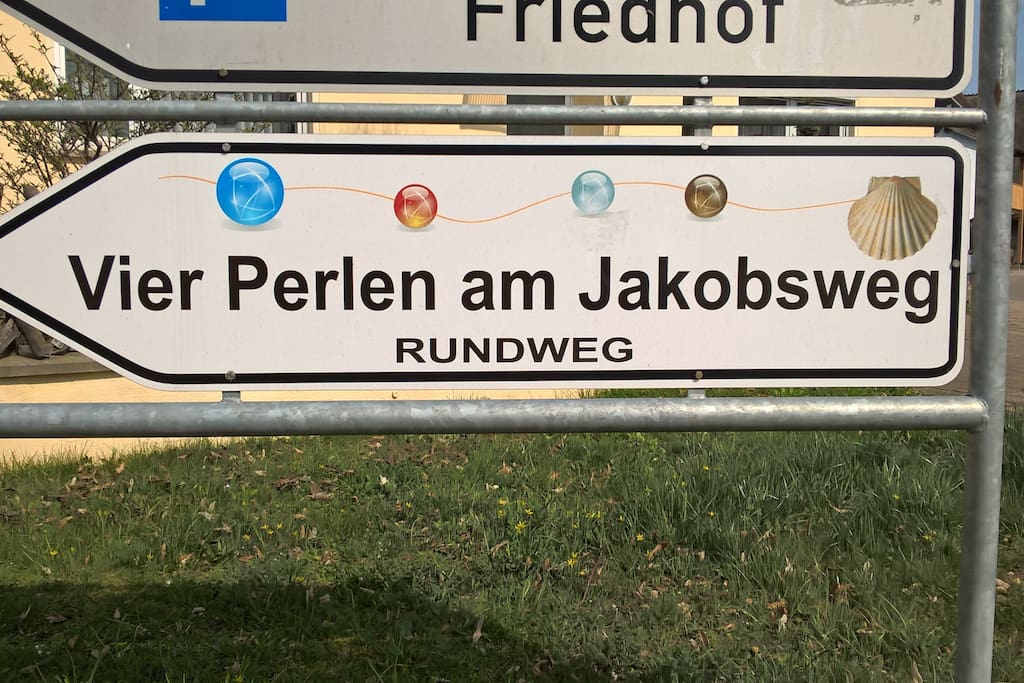 Friedhof
Vier Perlen am Jakobsweg
RUNDWEG